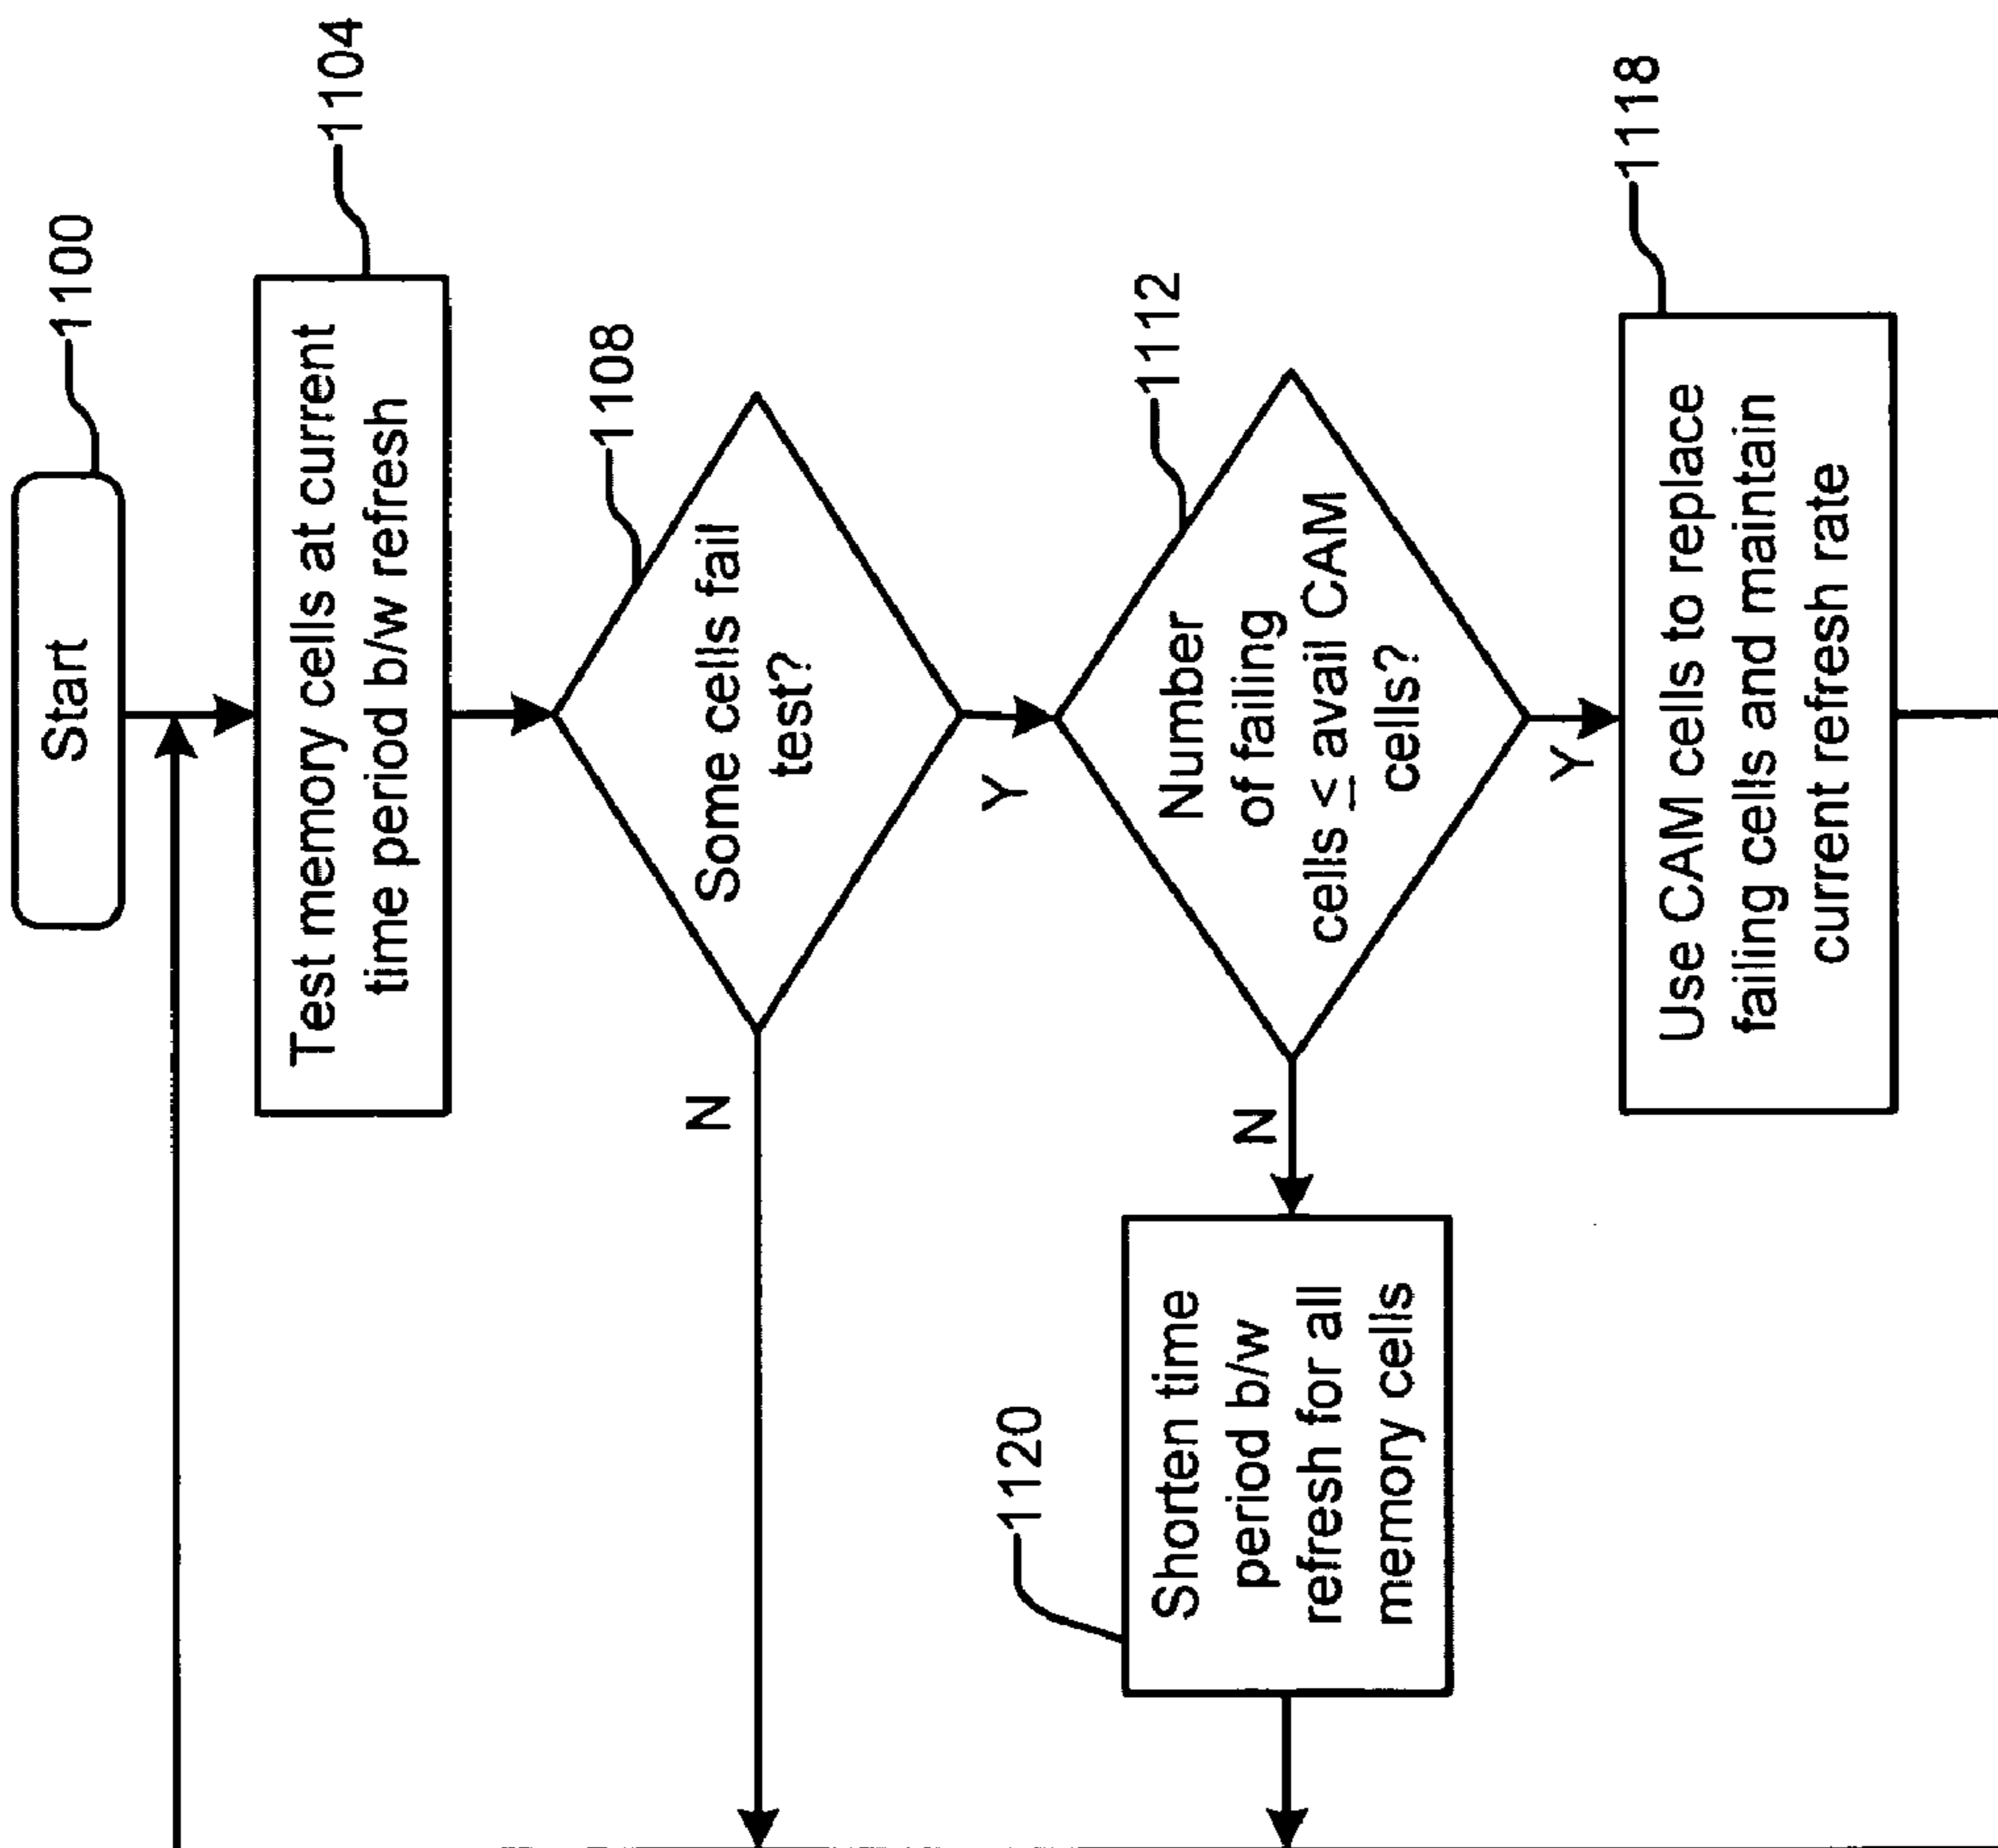 Start
1100
Test memory cells at current
time period b/w refresh
1104
Some cells fail
test?
1108
N
Y
Number
of failing
cells ≤ avail CAM
cells?
1112
N
Y
Shorten time
period b/w
refresh for all
memory cells
1120
Use CAM cells to replace
failing cells and maintain
current refresh rate
1118